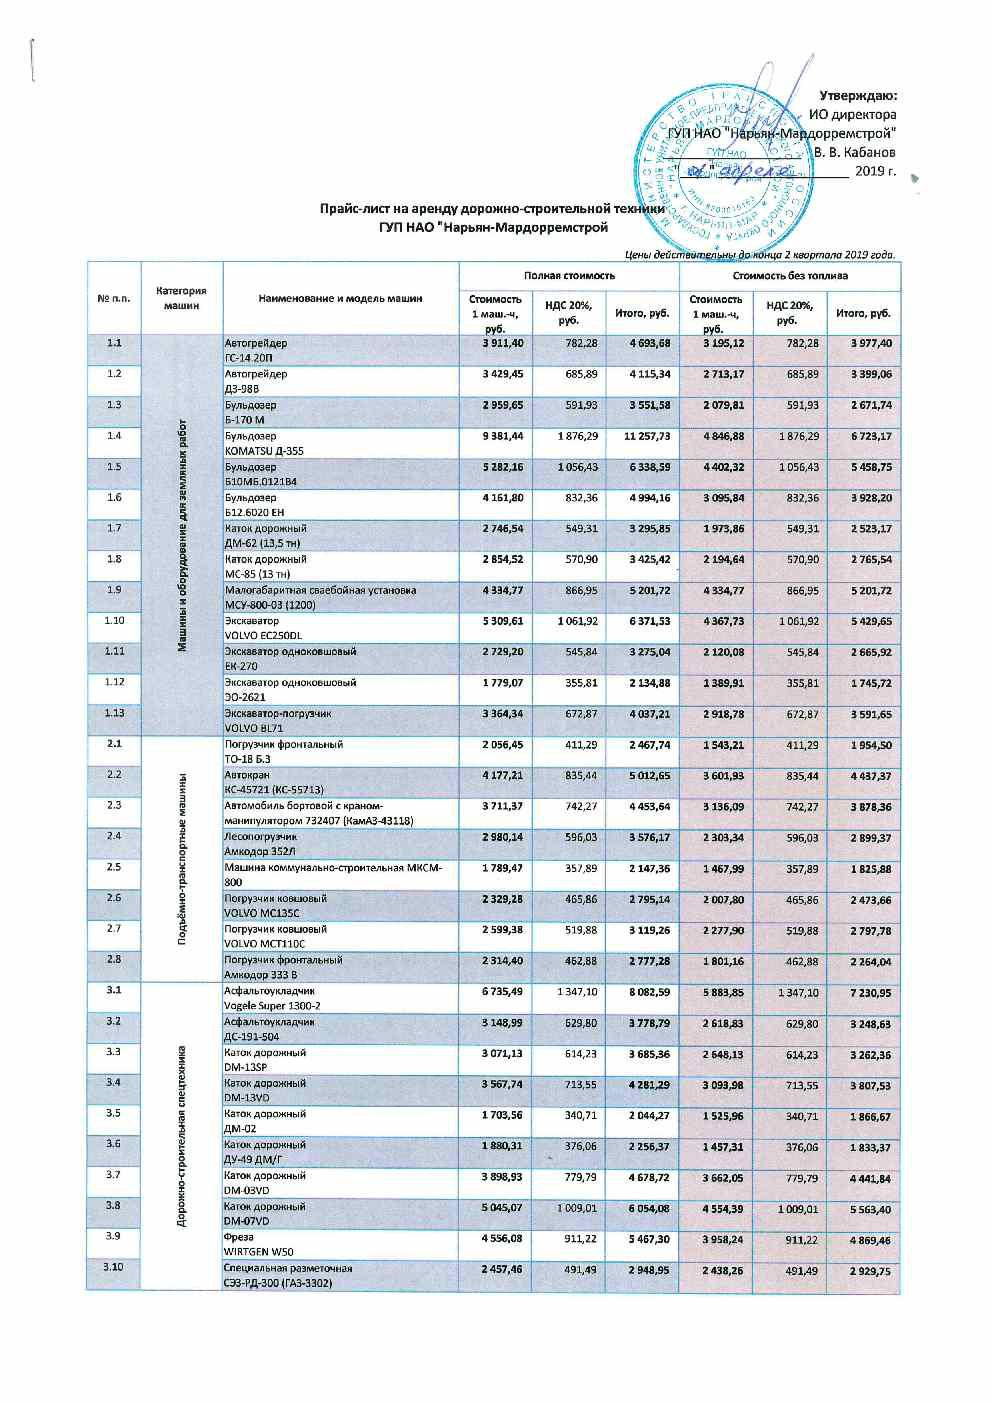 Утверждаю:
ИО директора
ГУП НАО "Нарьян-Мардорремстрой"
В. В. Кабанов
апреля 2019 г.
Прайс-лист на аренду дорожно-строительной техники
ГУП НАО "Нарьян-Мардорремстрой
Цены действительны до конца 2 квартала 2019 года.
№ п.п. Категория машин Наименование и модель машин Полная стоимость Стоимость без топлива
Стоимость 1 маш.-ч, руб. НДС 20%, руб. Итого, руб. Стоимость 1 маш.-ч, руб. НДС 20%, руб. Итого, руб.
Машины и оборудование для земляных работ
1.1 Автогрейдер 3 911,40 782,28 4 693,68 3 195,12 782,28 3 977,40
ГС-14.20П
1.2 Автогрейдер 3 429,45 685,89 4 115,34 2 713,17 685,89 3 399,06
ДЗ-98В
1.3 Бульдозер 2 959,65 591,93 3 551,58 2 079,81 591,93 2 671,74
Б-170 М
1.4 Бульдозер 9 381,44 1 876,29 11 257,73 4 846,88 1 876,29 6 723,17
KOMATSU Д-355
1.5 Бульдозер 5 282,16 1 056,43 6 338,59 4 402,32 1 056,43 5 458,75
Б10МБ.0121В4
1.6 Бульдозер 4 161,80 832,36 4 994,16 3 095,84 832,36 3 928,20
Б12.6020 ЕН
1.7 Каток дорожный 2 746,54 549,31 3 295,85 1 973,86 549,31 2 523,17
ДМ-62 (13,5 тн)
1.8 Каток дорожный 2 854,52 570,90 3 425,42 2 194,64 570,90 2 765,54
МС-85 (13 тн)
1.9 Малогабаритная сваебойная установка 4 334,77 866,95 5 201,72 4 334,77 866,95 5 201,72
МСУ-800-03 (1200)
1.10 Экскаватор 5 309,61 1 061,92 6 371,53 4 367,73 1 061,92 5 429,65
VOLVO EC250DL
1.11 Экскаватор одноковшовый 2 729,20 545,84 3 275,04 2 120,08 545,84 2 665,92
ЕК-270
1.12 Экскаватор одноковшовый 1 779,07 355,81 2 134,88 1 389,91 355,81 1 745,72
ЭО-2621
1.13 Экскаватор-погрузчик 3 364,34 672,87 4 037,21 2 918,78 672,87 3 591,65
VOLVO BL71
Подъёмно-транспортные машины
2.1 Погрузчик фронтальный 2 056,45 411,29 2 467,74 1 543,21 411,29 1 954,50
ТО-18 Б.3
2.2 Автокран 4 177,21 835,44 5 012,65 3 601,93 835,44 4 437,37
КС-45721 (КС-55713)
2.3 Автомобиль бортовой с краном- 3 711,37 742,27 4 453,64 3 136,09 742,27 3 878,36
манипулятором 732407 (КамАЗ-43118)
2.4 Лесопогрузчик 2 980,14 596,03 3 576,17 2 303,34 596,03 2 899,37
Амкодор 352Л
2.5 Машина коммунально-строительная МКСМ- 1 789,47 357,89 2 147,36 1 467,99 357,89 1 825,88
800
2.6 Погрузчик ковшовый 2 329,28 465,86 2 795,14 2 007,80 465,86 2 473,66
VOLVO MC135C
2.7 Погрузчик ковшовый 2 599,38 519,88 3 119,26 2 277,90 519,88 2 797,78
VOLVO MCT110C
2.8 Погрузчик фронтальный 2 314,40 462,88 2 777,28 1 801,16 462,88 2 264,04
Амкодор 333 В
Дорожно-строительная спецтехника
3.1 Асфальтоукладчик 6 735,49 1 347,10 8 082,59 5 883,85 1 347,10 7 230,95
Vogele Super 1300-2
3.2 Асфальтоукладчик 3 148,99 629,80 3 778,79 2 618,83 629,80 3 248,63
ДС-191-504
3.3 Каток дорожный 3 071,13 614,23 3 685,36 2 648,13 614,23 3 262,36
DM-13SP
3.4 Каток дорожный 3 567,74 713,55 4 281,29 3 093,98 713,55 3 807,53
DM-13VD
3.5 Каток дорожный 1 703,56 340,71 2 044,27 1 525,96 340,71 1 866,67
ДМ-02
3.6 Каток дорожный 1 880,31 376,06 2 256,37 1 457,31 376,06 1 833,37
ДУ-49 ДМ/Г
3.7 Каток дорожный 3 898,93 779,79 4 678,72 3 662,05 779,79 4 441,84
DM-03VD
3.8 Каток дорожный 5 045,07 1 009,01 6 054,08 4 554,39 1 009,01 5 563,40
DM-07VD
3.9 Фреза 4 556,08 911,22 5 467,30 3 958,24 911,22 4 869,46
WIRTGEN W50
3.10 Специальная разметочная 2 457,46 491,49 2 948,95 2 438,26 491,49 2 929,75
СЭЗ-РД-300 (ГАЗ-3302)